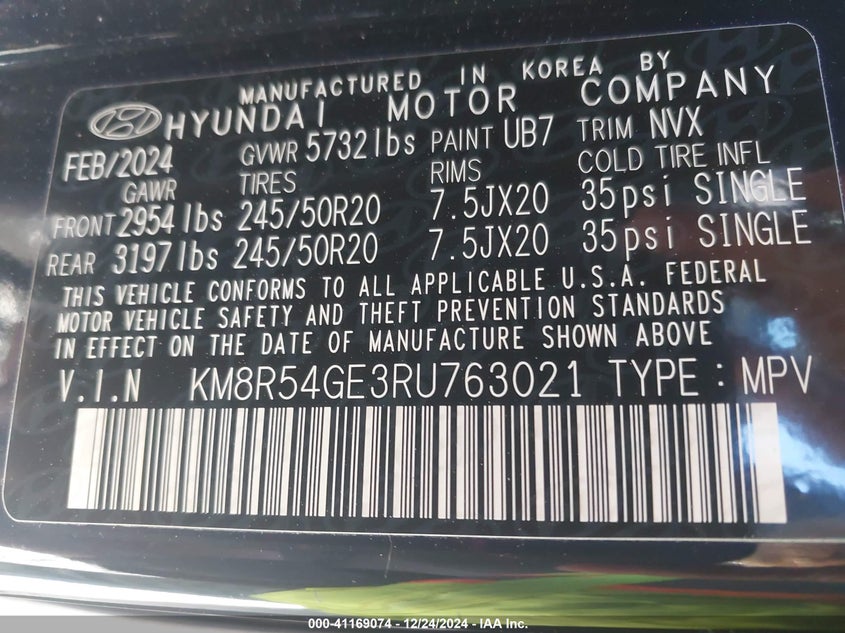 MANUFACTURED IN KOREA BY
HYUNDAI MOTOR COMPANY
FEB/2024 GVWR 5732lbs PAINT UB7 TRIM NVX
GAWR TIRES RIMS COLD TIRE INFL
FRONT 2954lbs 245/50R20 7.5JX20 35psi SINGLE
REAR 3197lbs 245/50R20 7.5JX20 35psi SINGLE
THIS VEHICLE CONFORMS TO ALL APPLICABLE U.S.A. FEDERAL
MOTOR VEHICLE SAFETY AND THEFT PREVENTION STANDARDS
IN EFFECT ON THE DATE OF MANUFACTURE SHOWN ABOVE
V.I.N KM8R54GE3RU763021 TYPE : MPV
000-41169074 - 12/24/2024 - IAA Inc.